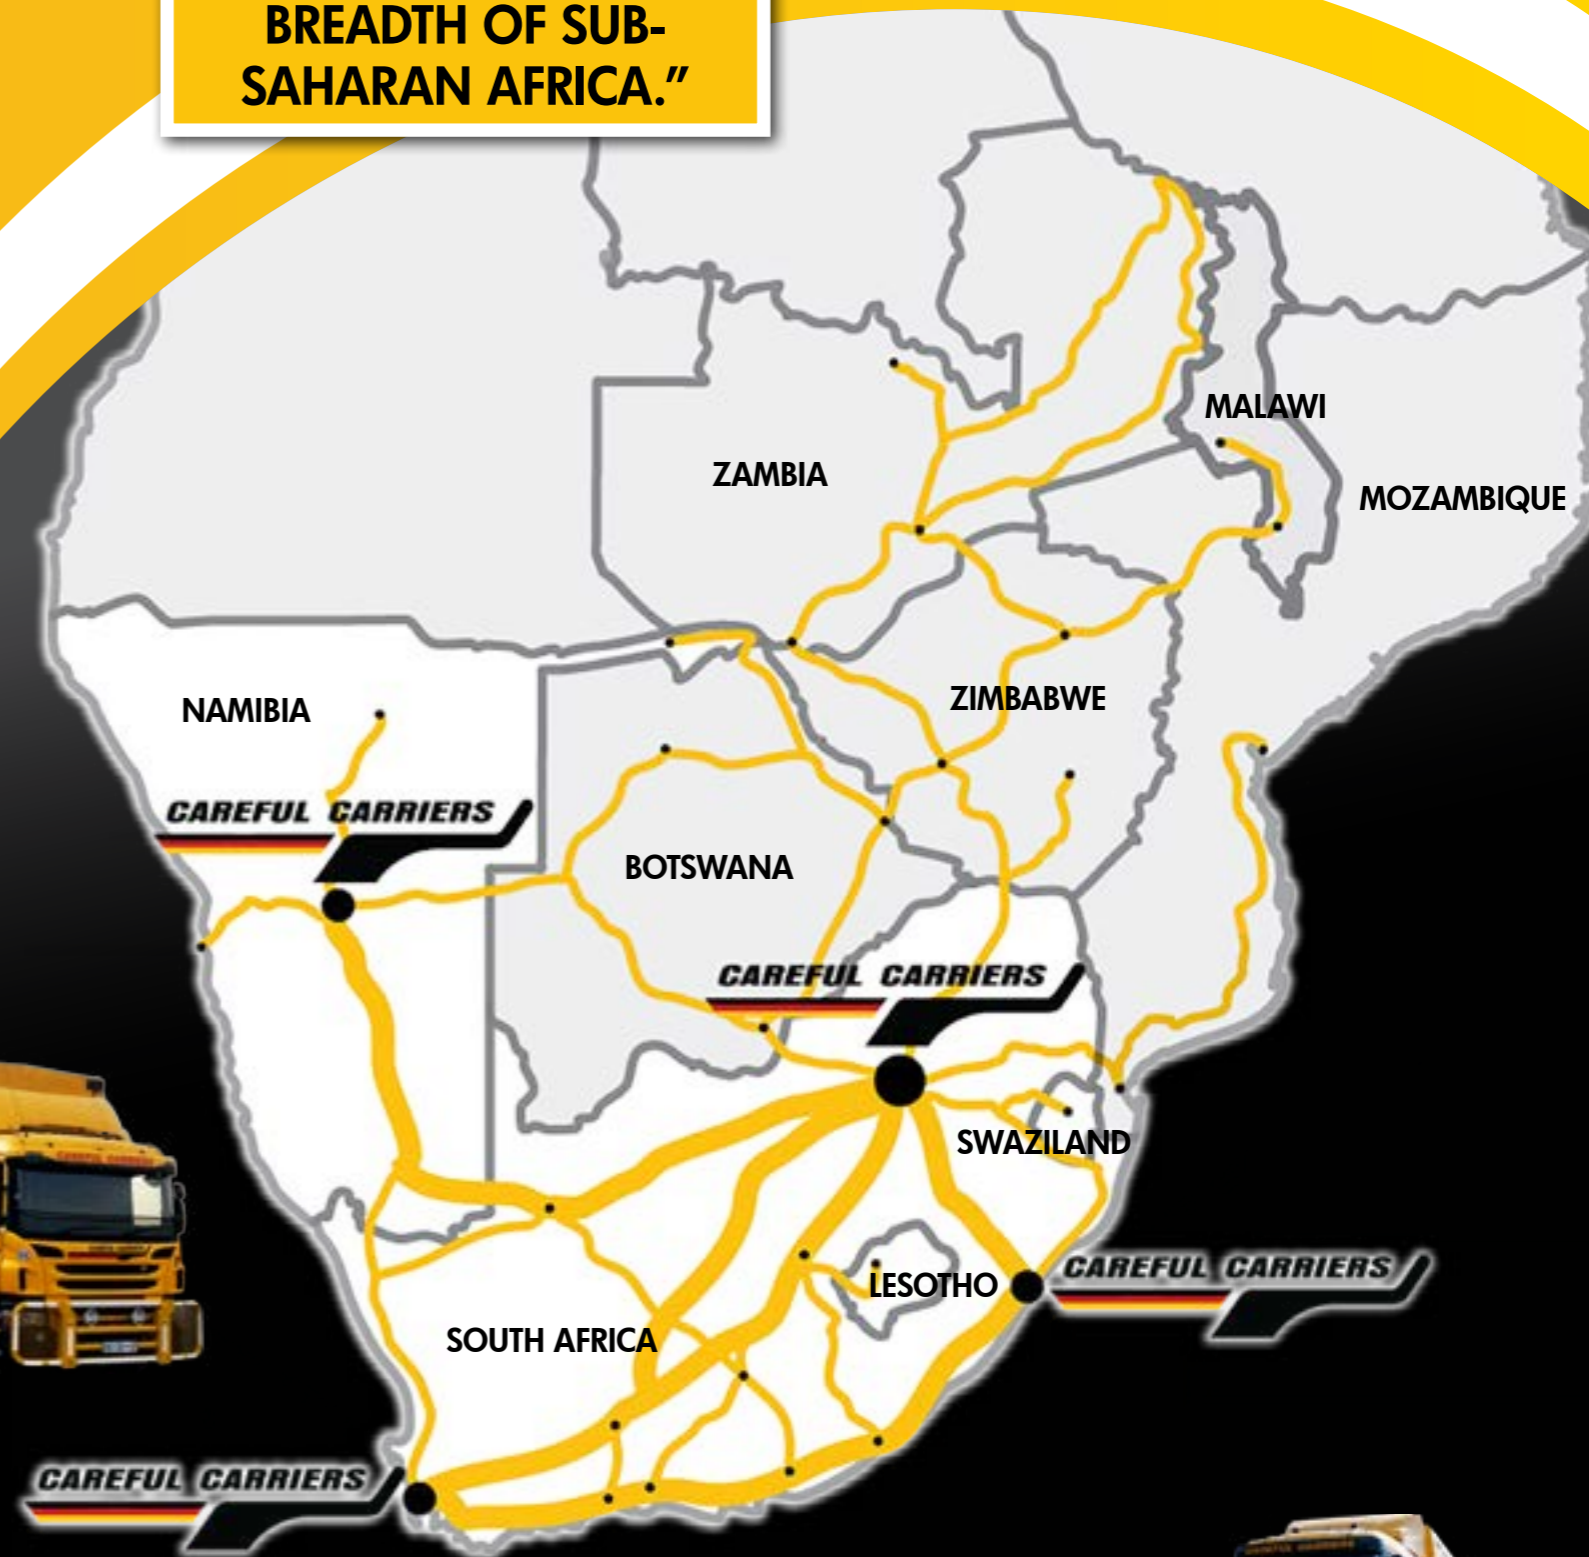 BREADTH OF SUB-
SAHARAN AFRICA.”
MALAWI
ZAMBIA
MOZAMBIQUE
NAMIBIA
ZIMBABWE
CAREFUL CARRIERS
BOTSWANA
CAREFUL CARRIERS
SWAZILAND
CAREFUL CARRIERS
LESOTHO
SOUTH AFRICA
CAREFUL CARRIERS